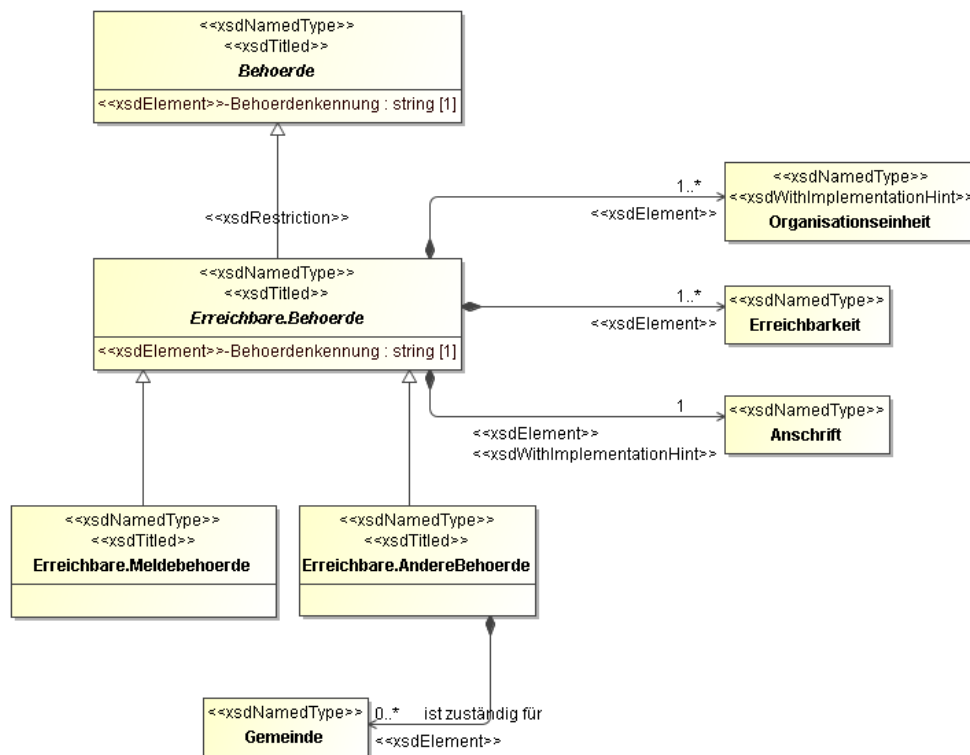 <<xsdNamedType>>
<<xsdTitled>>
Behoerde
<<xsdElement>>-Behoerdenkennung : string [1]
<<xsdRestriction>>
1..*
<<xsdElement>>
<<xsdNamedType>>
<<xsdWithImplementationHint>>
Organisationseinheit
<<xsdNamedType>>
<<xsdTitled>>
Erreichbare.Behoerde
<<xsdElement>>-Behoerdenkennung : string [1]
1..*
<<xsdElement>>
<<xsdNamedType>>
Erreichbarkeit
1
<<xsdElement>>
<<xsdWithImplementationHint>>
<<xsdNamedType>>
Anschrift
<<xsdNamedType>>
<<xsdTitled>>
Erreichbare.Meldebehoerde
<<xsdNamedType>>
<<xsdTitled>>
Erreichbare.AndereBehoerde
<<xsdNamedType>>
Gemeinde
0..* ist zuständig für
<<xsdElement>>